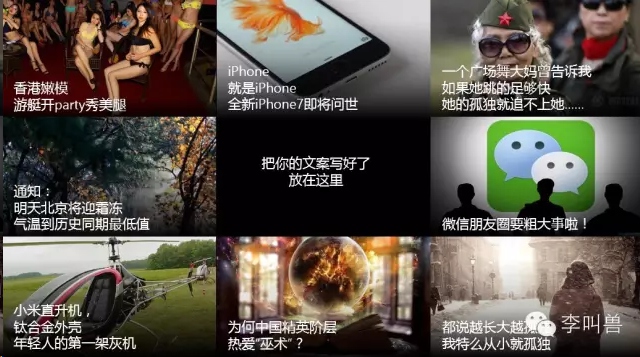 香港嫩模
游艇开party秀美腿
iPhone
就是iPhone
全新iPhone7即将问世
一个广场舞大妈曾告诉我
如果她跳的足够快
她的孤独就追不上她......
通知：
明天北京将迎霜冻
气温到历史同期最低值
把你的文案写好了
放在这里
微信朋友圈要粗大事啦！
小米直升机，
钛合金外壳
年轻人的第一架灰机
为何中国精英阶层
热爱“巫术”？
都说越长大越
我特么从小就孤独
李叫兽